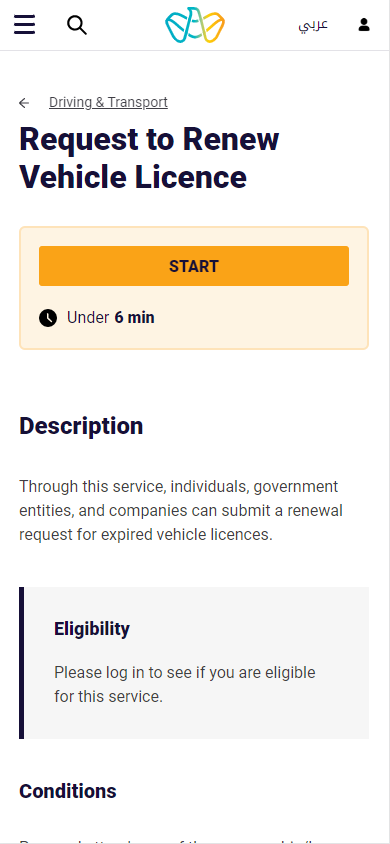 عربي
Driving & Transport
Request to Renew
Vehicle Licence
START
Under 6 min
Description
Through this service, individuals, government
entities, and companies can submit a renewal
request for expired vehicle licences.
Eligibility
Please log in to see if you are eligible
for this service.
Conditions